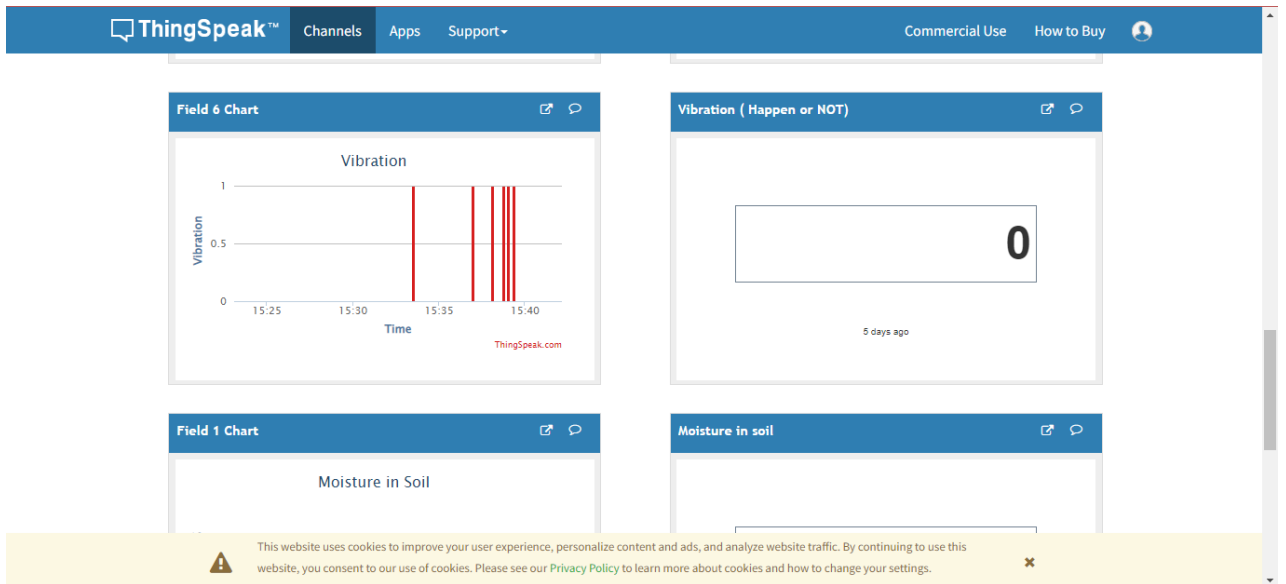 ThingSpeak™ Channels Apps Support Commercial Use How to Buy
Field 6 Chart
Vibration
Vibration
1
0.5
0
15:25 15:30 15:35 15:40
Time
ThingSpeak.com
Vibration ( Happen or NOT)
0
5 days ago
Field 1 Chart
Moisture in Soil
Moisture in soil
This website uses cookies to improve your user experience, personalize content and ads, and analyze website traffic. By continuing to use this
website, you consent to our use of cookies. Please see our Privacy Policy to learn more about cookies and how to change your settings.